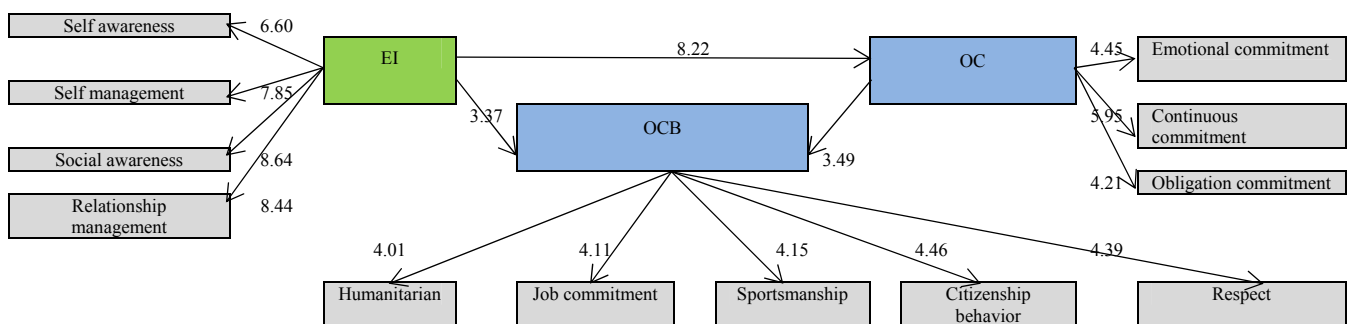 Self awareness
6.60
EI
8.22
OC
4.45
Emotional commitment
Self management
7.85
3.37
OCB
5.95
Continuous
commitment
Social awareness
8.64
3.49
4.21
Obligation commitment
Relationship
management
8.44
4.01
4.11
4.15
4.46
4.39
Humanitarian
Job commitment
Sportsmanship
Citizenship
behavior
Respect